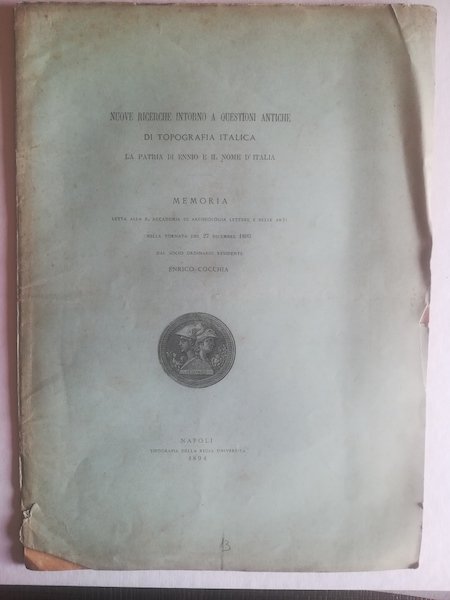 NUOVE RICERCHE INTORNO A QUESTIONI ANTICHE
DI TOPOGRAFIA ITALICA
LA PATRIA DI ENNIO E IL NOME D'ITALIA
MEMORIA
LETTA ALLA R. ACCADEMIA DI ARCHEOLOGIA LETTERE E BELLE ARTI
NELLA TORNATA DEL 27 DICEMBRE
DAL SOCIO ORDINARIO RESIDENTE
ENRICO COCCHIA
NAPOLI
TIPOGRAFIA DELLA REGIA UNIVERSITÀ
1894